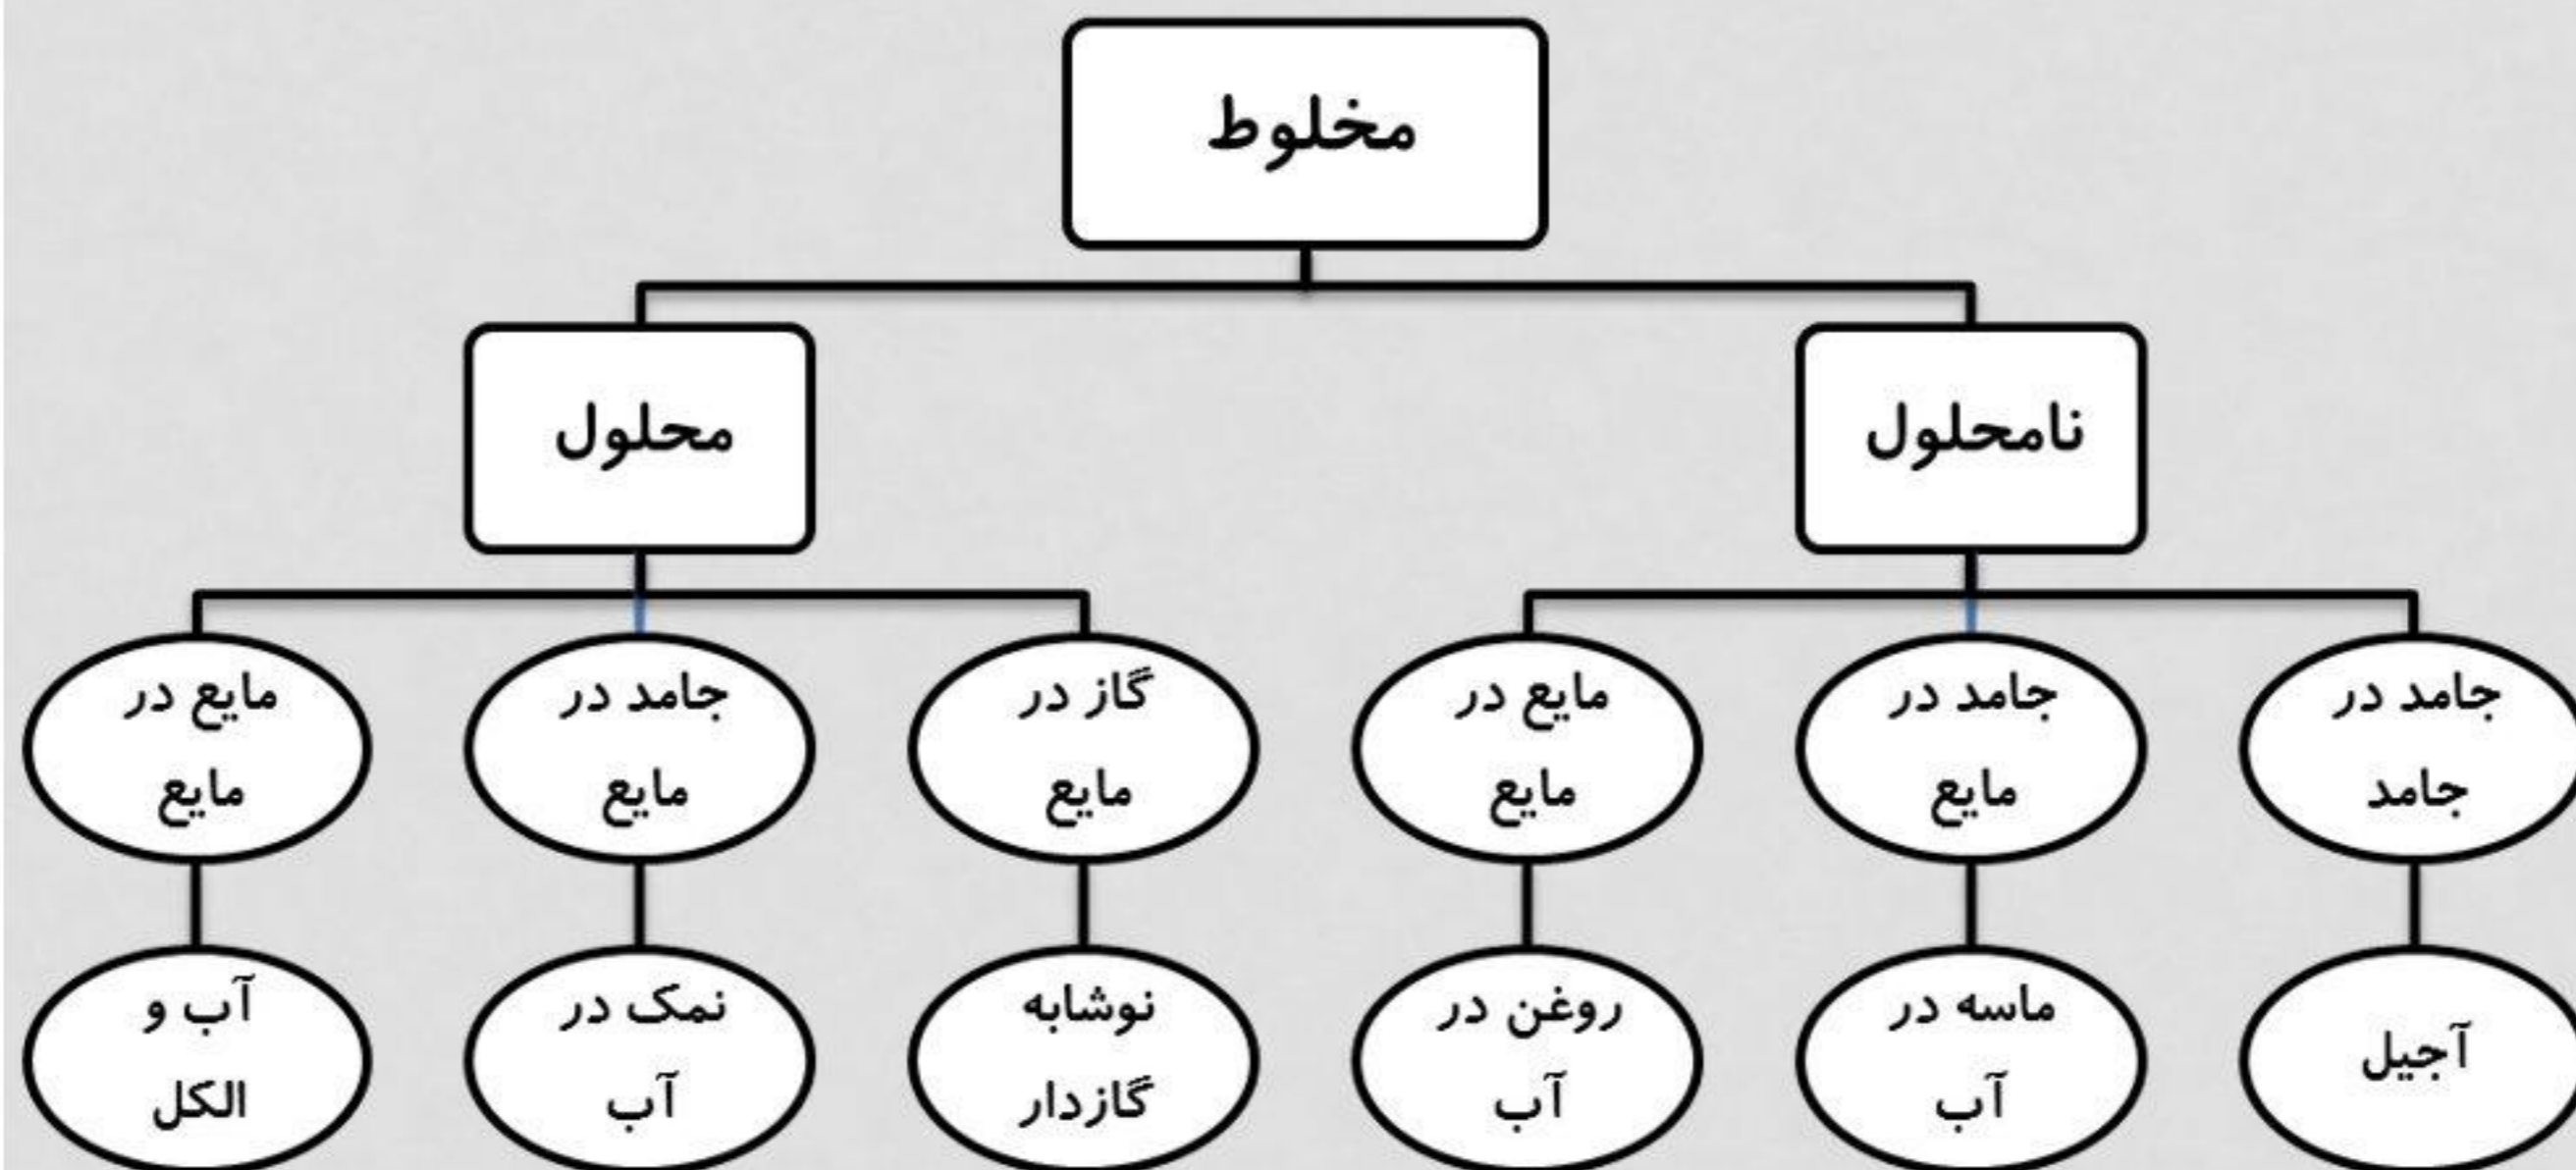 مخلوط
نامحلول
محلول
جامد در
جامد
جامد در
مایع
مایع در
مایع
گاز در
مایع
جامد در
مایع
مایع در
مایع
آجیل
ماسه در
آب
روغن در
آب
نوشابه
گازدار
نمک در
آب
آب و
الکل